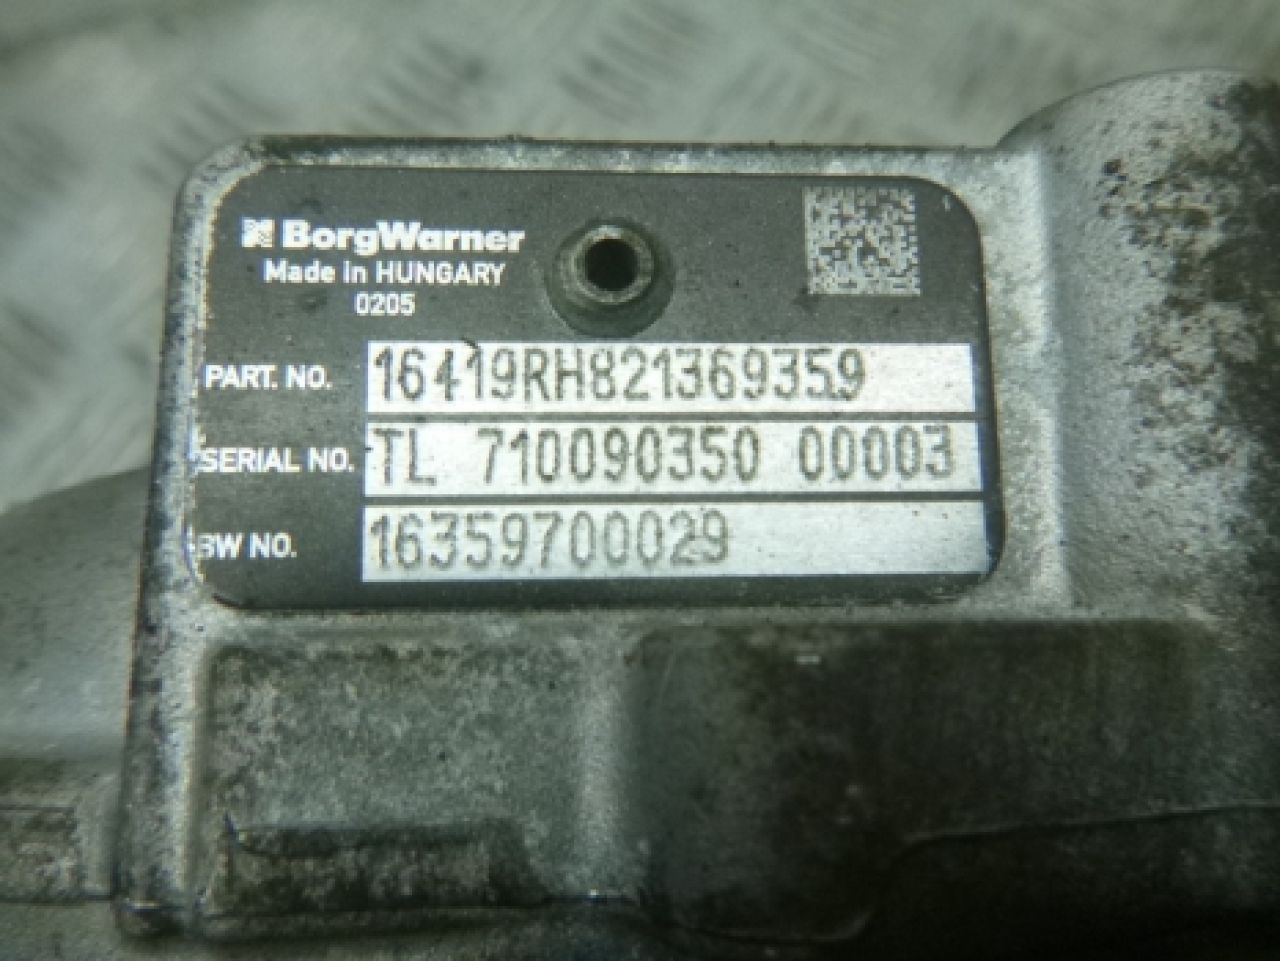 BorgWarner
Made in HUNGARY
0205
PART. NO. 16419RH821369359
SERIAL NO. TL 710090350 00003
BW NO. 16359700029